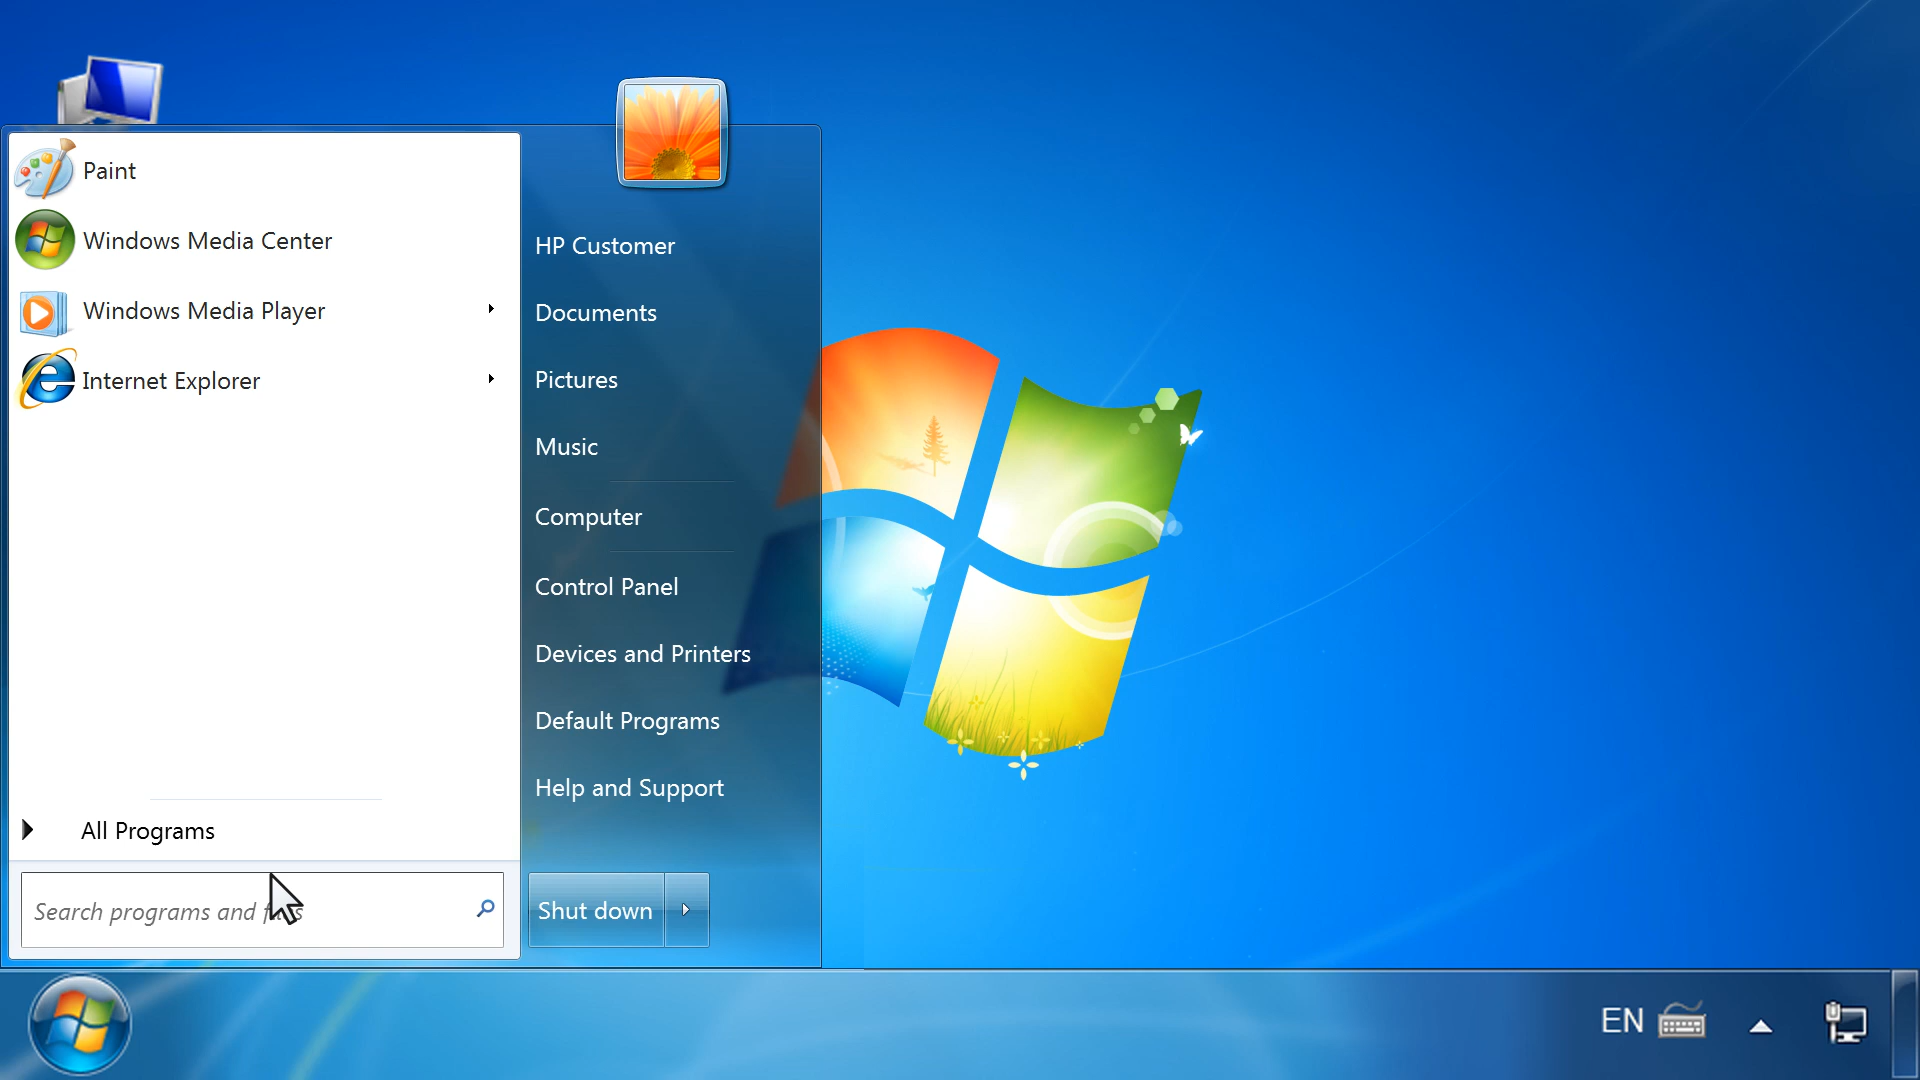 Paint
Windows Media Center
Windows Media Player
Internet Explorer
All Programs
Search programs and files
HP Customer
Documents
Pictures
Music
Computer
Control Panel
Devices and Printers
Default Programs
Help and Support
Shut down
EN